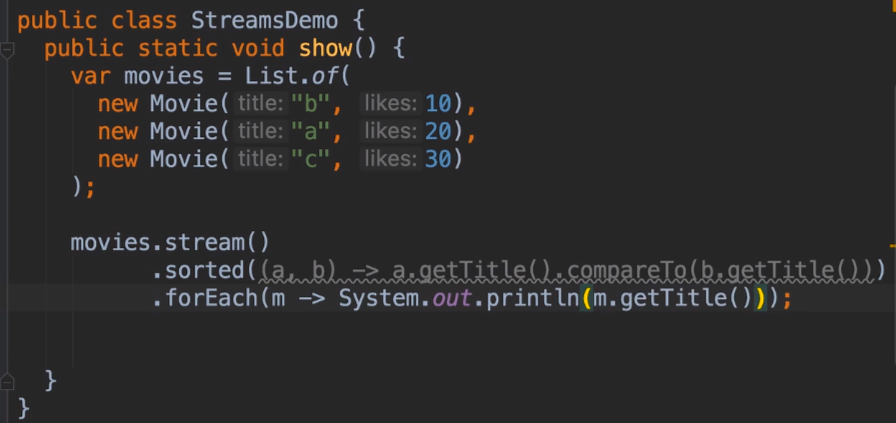 public class StreamsDemo {
public static void show() {
var movies = List.of(
new Movie( title: "b", likes: 10),
new Movie( title: "a", likes: 20),
new Movie( title: "c", likes: 30)
);
movies.stream()
.sorted((a, b) -> a.getTitle().compareTo(b.getTitle()))
.forEach(m -> System.out.println(m.getTitle()));
}
}